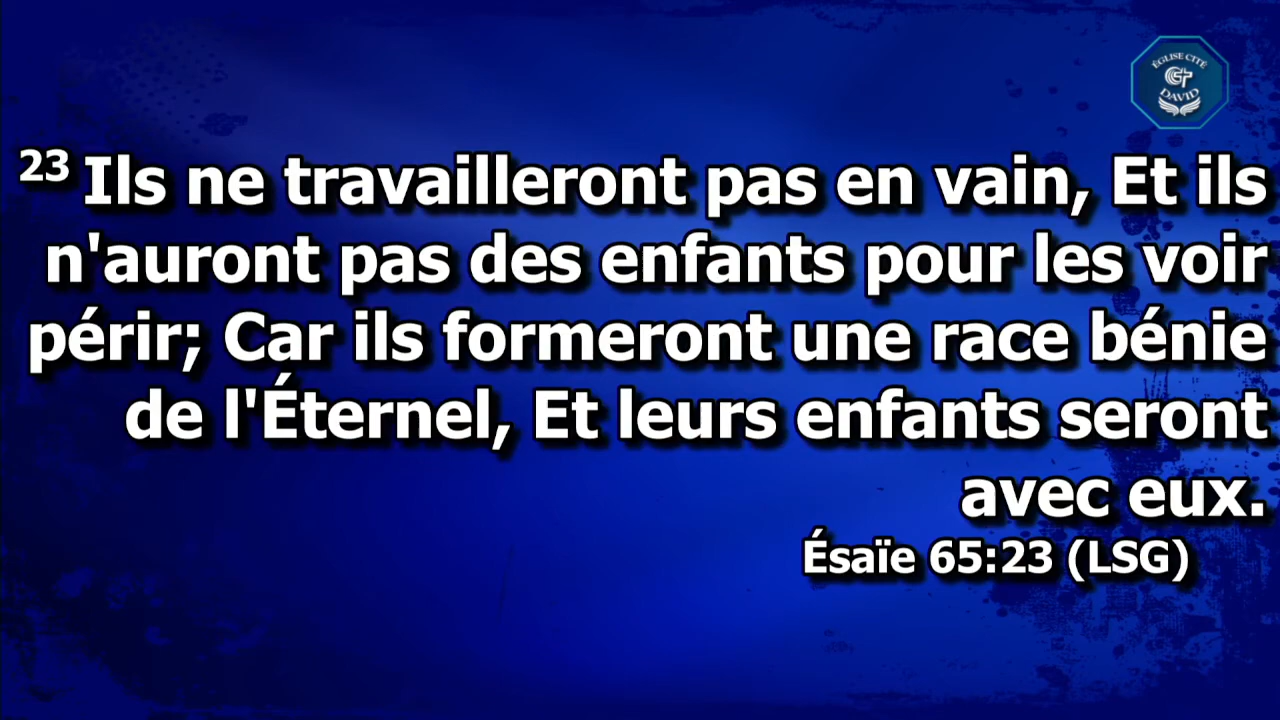 ÉGLISE CITÉ
DAVID
23 Ils ne travailleront pas en vain, Et ils
n'auront pas des enfants pour les voir
périr; Car ils formeront une race bénie
de l'Éternel, Et leurs enfants seront
avec eux.
Ésaïe 65:23 (LSG)